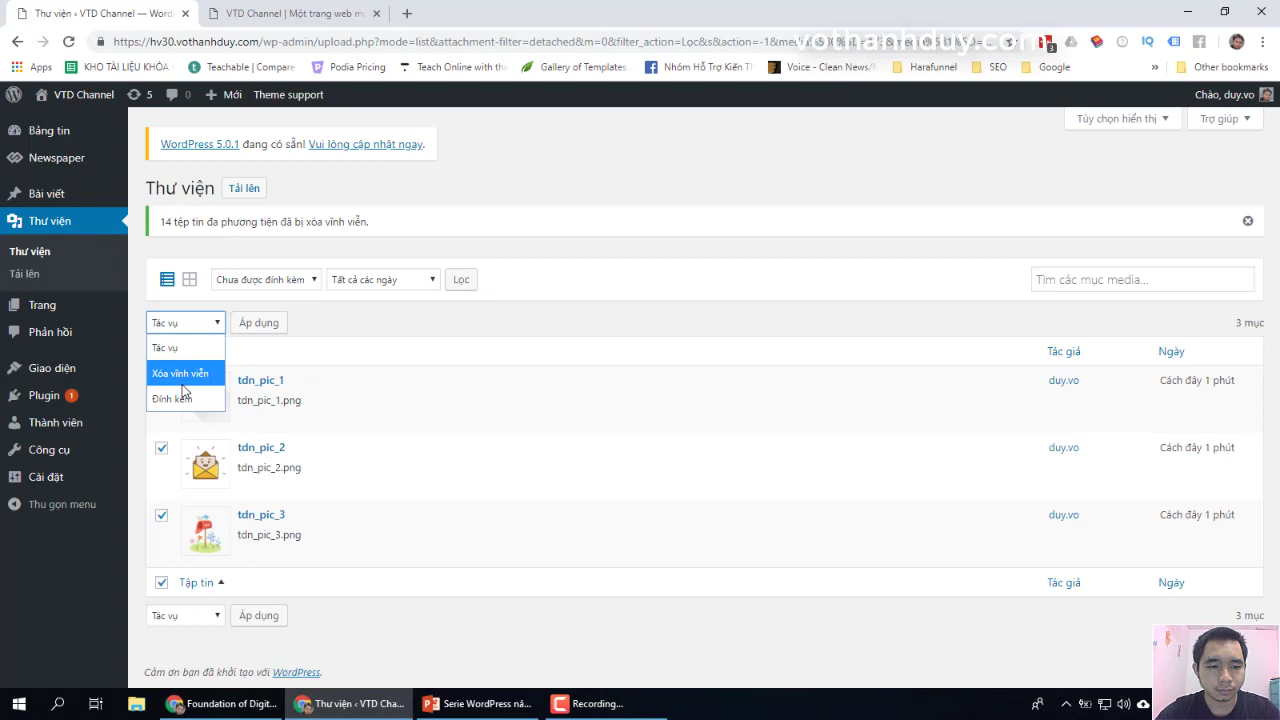 Thư viện ‹ VTD Channel — Wor
VTD Channel | Một trang web m
https://hv30.vothanhduy.com/wp-admin/upload.php?mode=list&attachment-filter=detached&m=0&filter_action=Lọc&s&action=-1&
vothanhduy.com
Apps
KHO TÀI LIỆU KHÓA
Teachable | Compare
Podia Pricing
Teach Online with the
Gallery of Templates
Nhóm Hỗ Trợ Kiến Th
Voice - Clean News/
Harafunnel
SEO
Google
»
Other bookmarks
VTD Channel
5
0
Mới
Theme support
Chào, duy.vo
Bảng tin
Newspaper
Bài viết
Thư viện
Thư viện
Tải lên
Trang
Phản hồi
Giao diện
Plugin 1
Thành viên
Công cụ
Cài đặt
Thu gọn menu
Tùy chọn hiển thị
Trợ giúp
WordPress 5.0.1 đang có sẵn! Vui lòng cập nhật ngay.
Thư viện
Tải lên
14 tệp tin đa phương tiện đã bị xóa vĩnh viễn.
Chưa được đính kèm
Tất cả các ngày
Lọc
Tìm các mục media...
Tác vụ
Áp dụng
3 mục
Tác vụ
Xóa vĩnh viễn
Đính kèm
Tác giả
Ngày
tdn_pic_1
tdn_pic_1.png
duy.vo
Cách đây 1 phút
tdn_pic_2
tdn_pic_2.png
duy.vo
Cách đây 1 phút
tdn_pic_3
tdn_pic_3.png
duy.vo
Cách đây 1 phút
Tập tin
Tác giả
Ngày
Tác vụ
Áp dụng
3 mục
Cảm ơn bạn đã khởi tạo với WordPress.
Foundation of Digit...
Thư viện ‹ VTD Cha...
Serie WordPress nâ...
Recording...